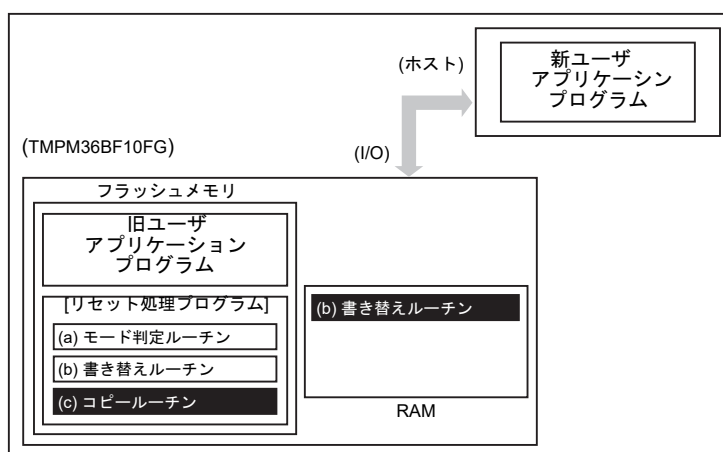 (ホスト)
新ユーザ
アプリケーシン
プログラム
(TMPM36BF10FG)
(I/O)
フラッシュメモリ
旧ユーザ
アプリケーション
プログラム
[リセット処理プログラム]
(a) モード判定ルーチン
(b) 書き替えルーチン
(c) コピールーチン
(b) 書き替えルーチン
RAM